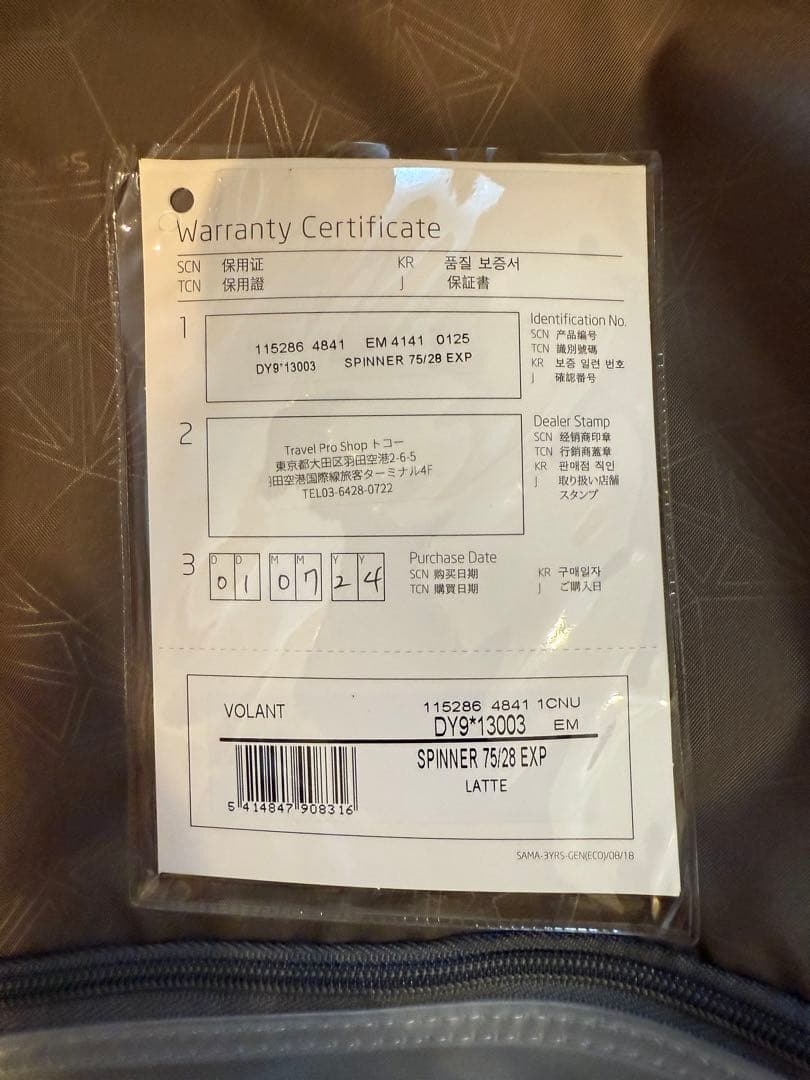 Warranty Certificate
SCN 保用证 KR 품질 보증서
TCN 保用證 J 保証書
1
115286 4841 EM 4141 0125
DY9*13003 SPINNER 75/28 EXP
Identification No.
SCN 产品编号
TCN 識別號碼
KR 보증 일련 번호
J 確認番号
2
Travel Pro Shop トコー
東京都大田区羽田空港2-6-5
羽田空港国際線旅客ターミナル4F
TEL03-6428-0722
Dealer Stamp
SCN 经销商印章
TCN 行銷商蓋章
KR 판매점 직인
J 取り扱い店舗
スタンプ
3
D D M M Y Y
0 1 0 7 2 4
Purchase Date
SCN 购买日期 KR 구매일자
TCN 購買日期 J ご購入日
VOLANT 115286 4841 1CNU
DY9*13003 EM
SPINNER 75/28 EXP
LATTE
5 414847 908316
SAMA-3YRS-GEN(ECO)/08/18